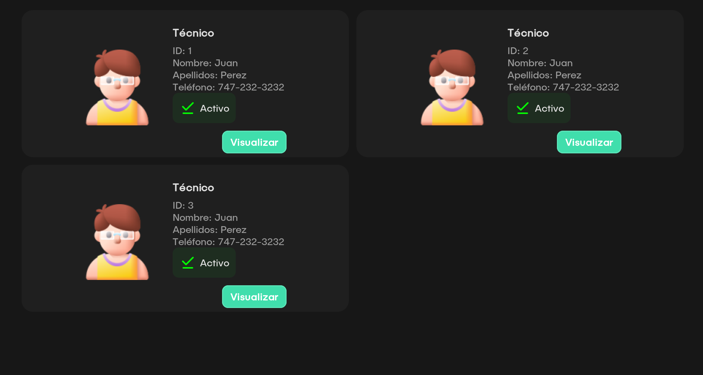 Técnico
ID: 1
Nombre: Juan
Apellidos: Perez
Teléfono: 747-232-3232
Activo
Visualizar
Técnico
ID: 2
Nombre: Juan
Apellidos: Perez
Teléfono: 747-232-3232
Activo
Visualizar
Técnico
ID: 3
Nombre: Juan
Apellidos: Perez
Teléfono: 747-232-3232
Activo
Visualizar